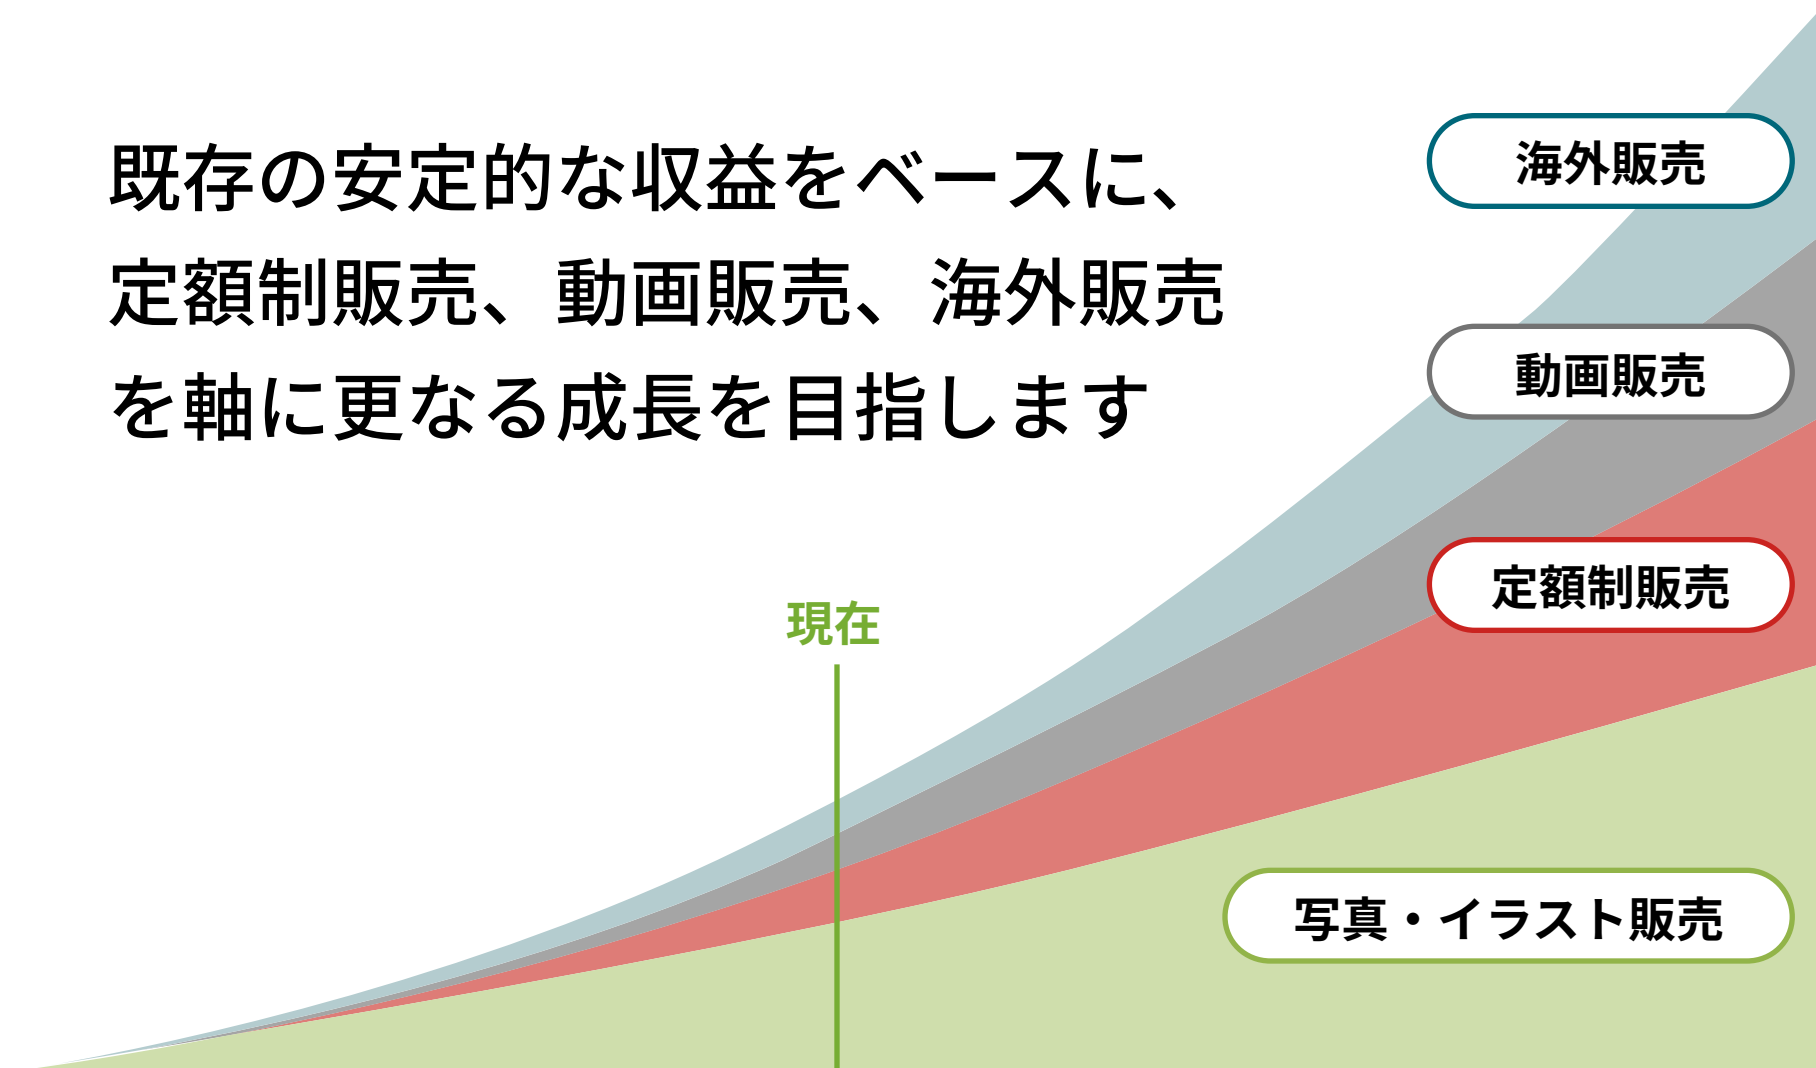 既存の安定的な収益をベースに、
定額制販売、動画販売、海外販売
を軸に更なる成長を目指します
海外販売
動画販売
定額制販売
現在
写真・イラスト販売